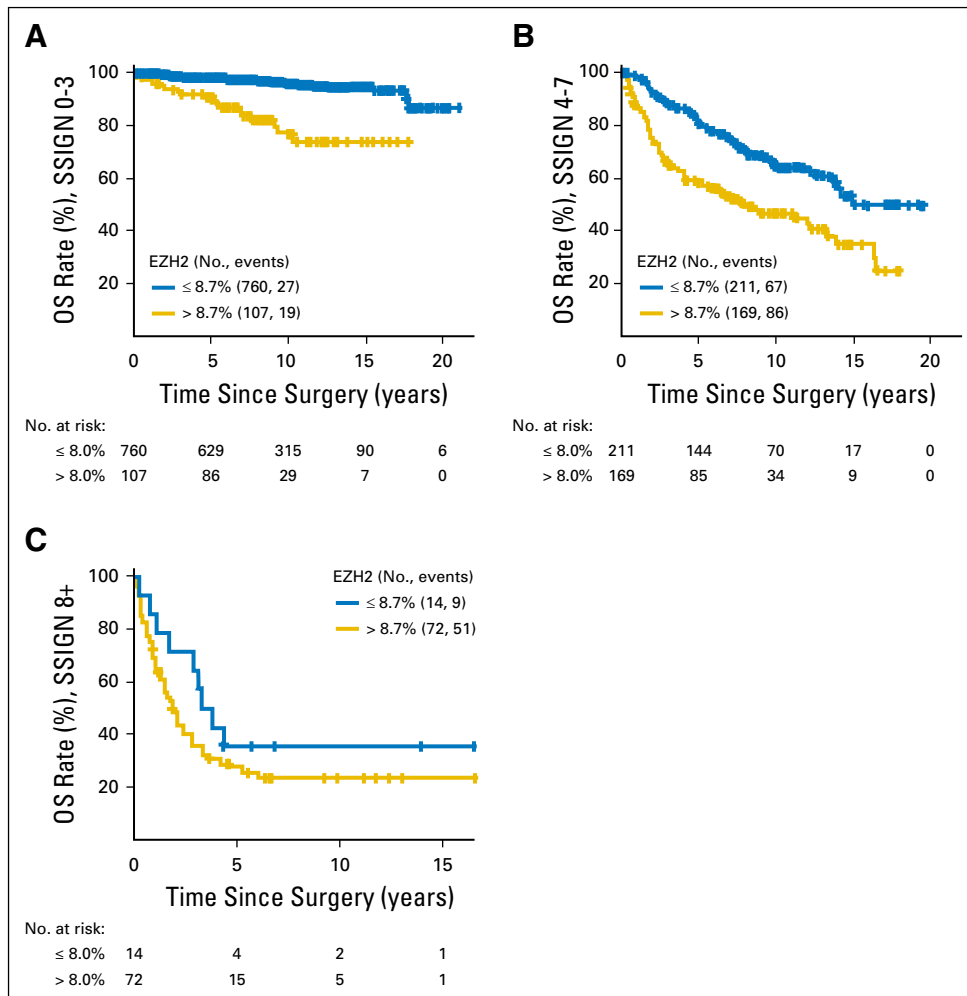 A
OS Rate (%), SSIGN 0-3
100
80
60
40
20
EZH2 (No., events)
≤ 8.7% (760, 27)
> 8.7% (107, 19)
0 5 10 15 20
Time Since Surgery (years)
No. at risk:
≤ 8.0% 760 629 315 90 6
> 8.0% 107 86 29 7 0
B
OS Rate (%), SSIGN 4-7
100
80
60
40
20
EZH2 (No., events)
≤ 8.7% (211, 67)
> 8.7% (169, 86)
0 5 10 15 20
Time Since Surgery (years)
No. at risk:
≤ 8.0% 211 144 70 17 0
> 8.0% 169 85 34 9 0
C
OS Rate (%), SSIGN 8+
100
80
60
40
20
EZH2 (No., events)
≤ 8.7% (14, 9)
> 8.7% (72, 51)
0 5 10 15
Time Since Surgery (years)
No. at risk:
≤ 8.0% 14 4 2 1
> 8.0% 72 15 5 1